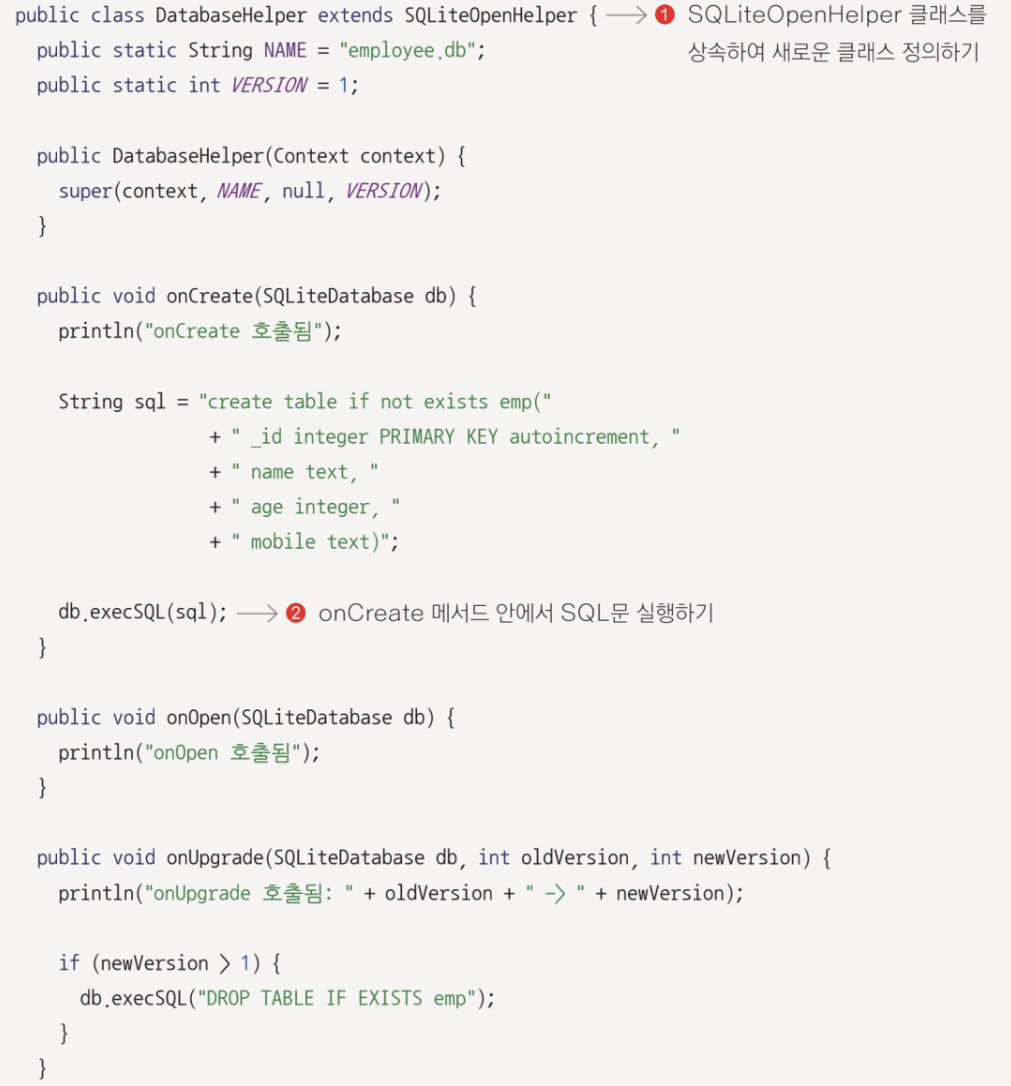 public class DatabaseHelper extends SQLiteOpenHelper { → ❶ SQLiteOpenHelper 클래스를
상속하여 새로운 클래스 정의하기
public static String NAME = "employee.db";
public static int VERSION = 1;
public DatabaseHelper(Context context) {
super(context, NAME, null, VERSION);
}
public void onCreate(SQLiteDatabase db) {
println("onCreate 호출됨");
String sql = "create table if not exists emp("
+ " _id integer PRIMARY KEY autoincrement, "
+ " name text, "
+ " age integer, "
+ " mobile text)";
db.execSQL(sql); → ❷ onCreate 메서드 안에서 SQL문 실행하기
}
public void onOpen(SQLiteDatabase db) {
println("onOpen 호출됨");
}
public void onUpgrade(SQLiteDatabase db, int oldVersion, int newVersion) {
println("onUpgrade 호출됨: " + oldVersion + " -> " + newVersion);
if (newVersion > 1) {
db.execSQL("DROP TABLE IF EXISTS emp");
}
}